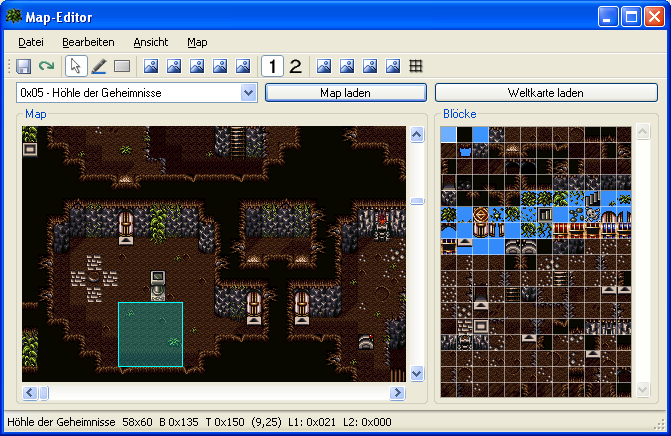 Map-Editor
Datei Bearbeiten Ansicht Map
1 2
0x05 - Höhle der Geheimnisse Map laden Weltkarte laden
Map Blöcke
Höhle der Geheimnisse 58x60 B 0x135 T 0x150 (9,25) L1: 0x021 L2: 0x000